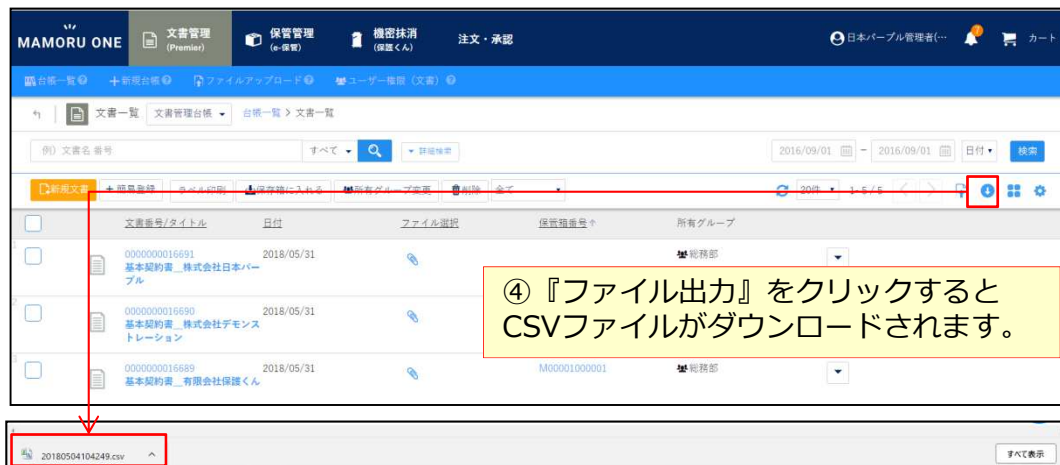 MAMORU ONE
文書管理
(Premier)
保管管理
(e-保管)
機密抹消
(保護くん)
注文・承認
日本パープル管理者(…
7
カート
台帳一覧
+新規台帳
ファイルアップロード
ユーザー権限（文書）
文書一覧
文書管理台帳
台帳一覧 > 文書一覧
例）文書名 番号
すべて
詳細検索
2016/09/01 - 2016/09/01
日付
検索
新規文書
+ 簡易登録
ラベル印刷
保存箱に入れる
所有グループ変更
削除
全て
20件
1-5/5
文書番号/タイトル
日付
ファイル選択
保管箱番号↑
所有グループ
1
0000000016691
2018/05/31
基本契約書__株式会社日本パー
プル
総務部
2
0000000016690
2018/05/31
基本契約書__株式会社デモンス
トレーション
④『ファイル出力』をクリックすると
CSVファイルがダウンロードされます。
3
0000000016689
2018/05/31
基本契約書__有限会社保護くん
M00001000001
総務部
20180504104249.csv
すべて表示